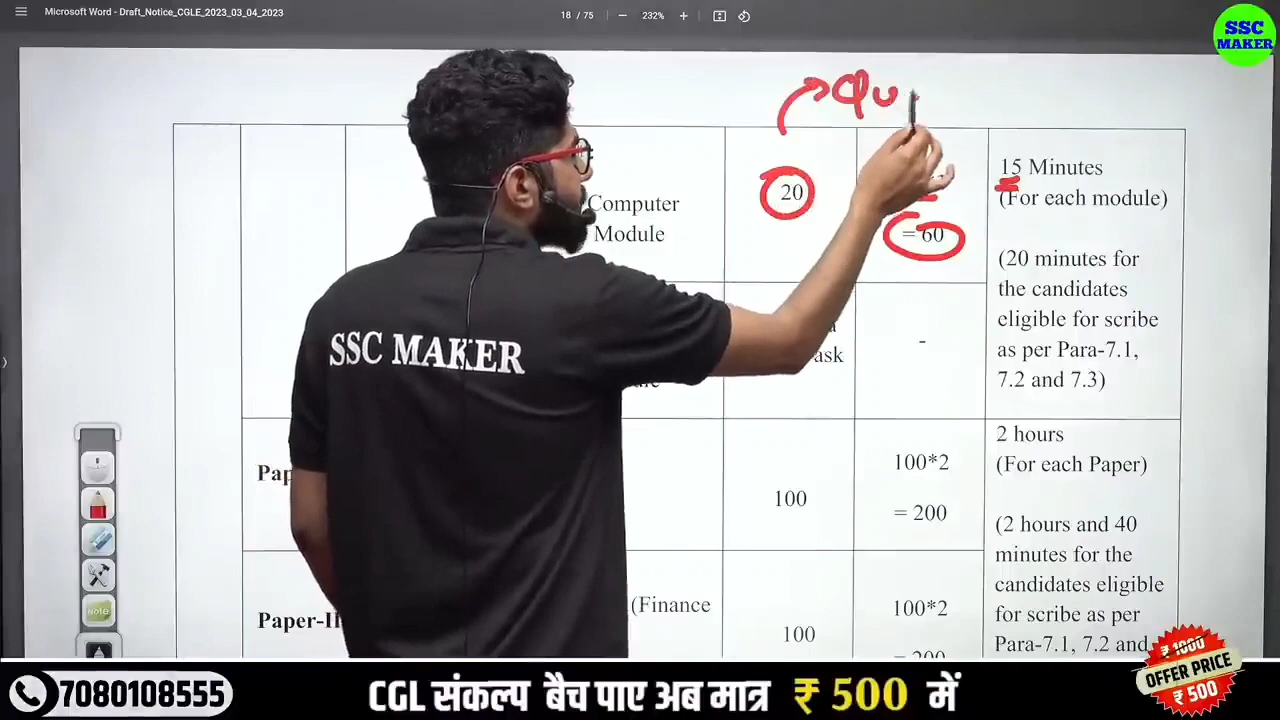 Microsoft Word - Draft_Notice_CGLE_2023_03_04_2023
18 / 75
232%
SSC
MAKER
Qu
20
= 60
Computer
Module
15 Minutes
(For each module)
(20 minutes for
the candidates
eligible for scribe
as per Para-7.1,
7.2 and 7.3)
-
SSC MAKER
100
100*2
= 200
2 hours
(For each Paper)
(2 hours and 40
minutes for the
candidates eligible
for scribe as per
Para-7.1, 7.2 and
(Finance
100
100*2
NOTE
7080108555
CGL संकल्प बैच पाए अब मात्र ₹ 500 में
₹ 1000
OFFER PRICE
₹ 500